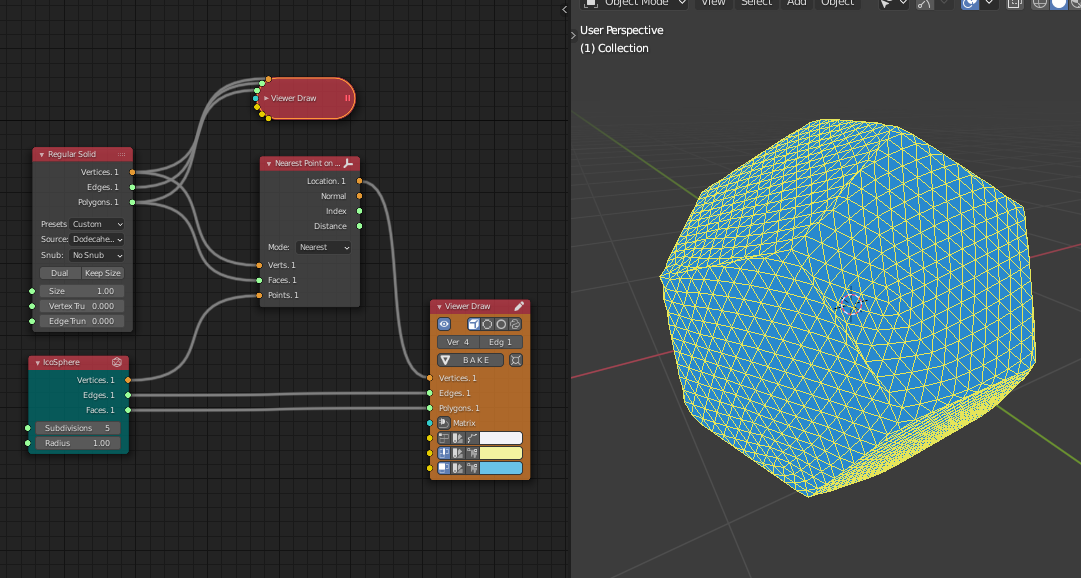 Object Mode
View
Select
Add
Object
User Perspective
(1) Collection
Viewer Draw
Regular Solid
Vertices. 1
Edges. 1
Polygons. 1
Presets Custom
Source: Dodecahe..
Snub: No Snub
Dual Keep Size
Size 1.00
Vertex Tru 0.000
Edge Trun 0.000
Nearest Point on ...
Location. 1
Normal
Index
Distance
Mode: Nearest
Verts. 1
Faces. 1
Points. 1
IcoSphere
Vertices. 1
Edges. 1
Faces. 1
Subdivisions 5
Radius 1.00
Viewer Draw
Ver 4 Edg 1
BAKE
Vertices. 1
Edges. 1
Polygons. 1
Matrix